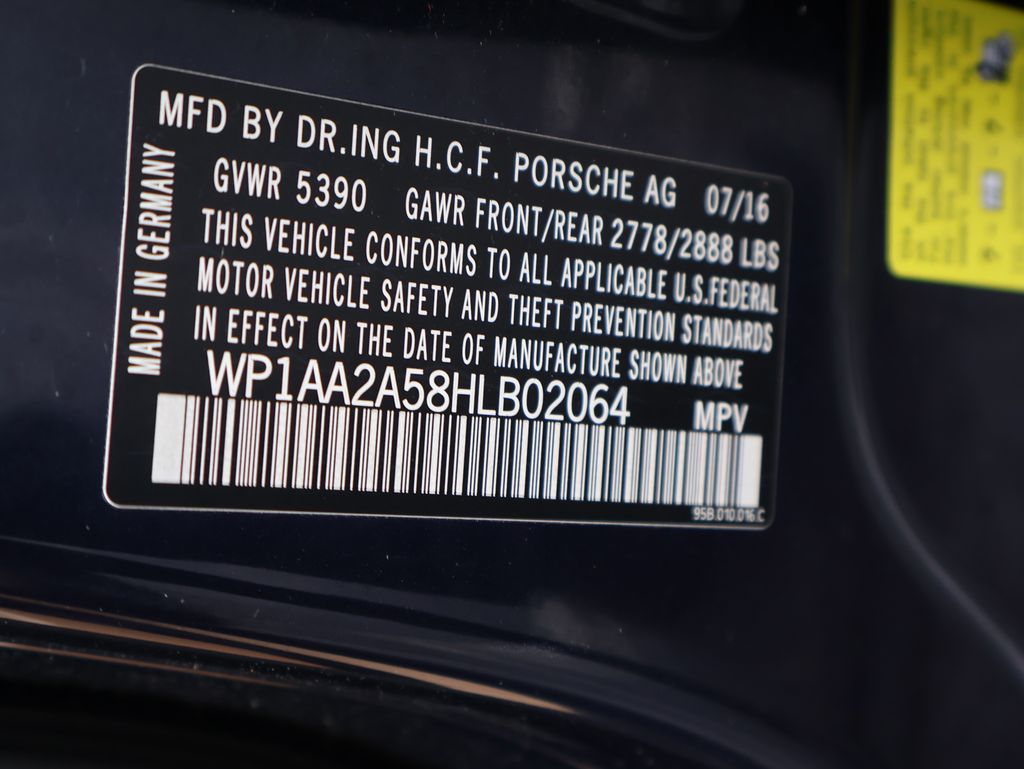 MFD BY DR.ING H.C.F. PORSCHE AG 07/16
GVWR 5390 GAWR FRONT/REAR 2778/2888 LBS
THIS VEHICLE CONFORMS TO ALL APPLICABLE U.S.FEDERAL
MOTOR VEHICLE SAFETY AND THEFT PREVENTION STANDARDS
IN EFFECT ON THE DATE OF MANUFACTURE SHOWN ABOVE
WP1AA2A58HLB02064 MPV
95B.010.016.C
MADE IN GERMANY